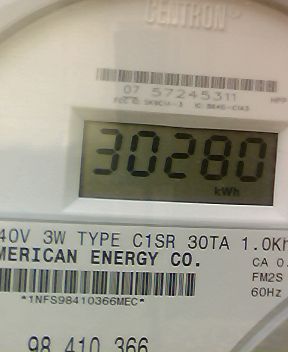 CENTRON®
07 57245311
30280
kWh
40V 3W TYPE C1SR 30TA 1.0Kh
MERICAN ENERGY CO.
CA 0.
FM2S
60Hz
*1NFS98410366MEC*
98 410 366